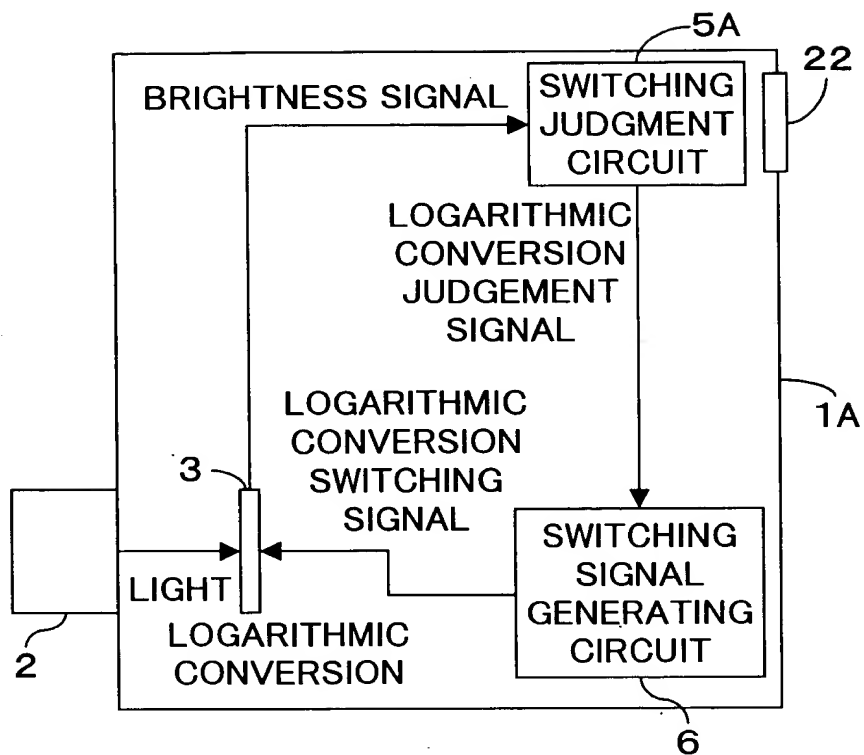 5A
22
BRIGHTNESS SIGNAL
SWITCHING
JUDGMENT
CIRCUIT
LOGARITHMIC
CONVERSION
JUDGEMENT
SIGNAL
1A
LOGARITHMIC
CONVERSION
SWITCHING
SIGNAL
3
SWITCHING
SIGNAL
GENERATING
CIRCUIT
LIGHT
2
LOGARITHMIC
CONVERSION
6